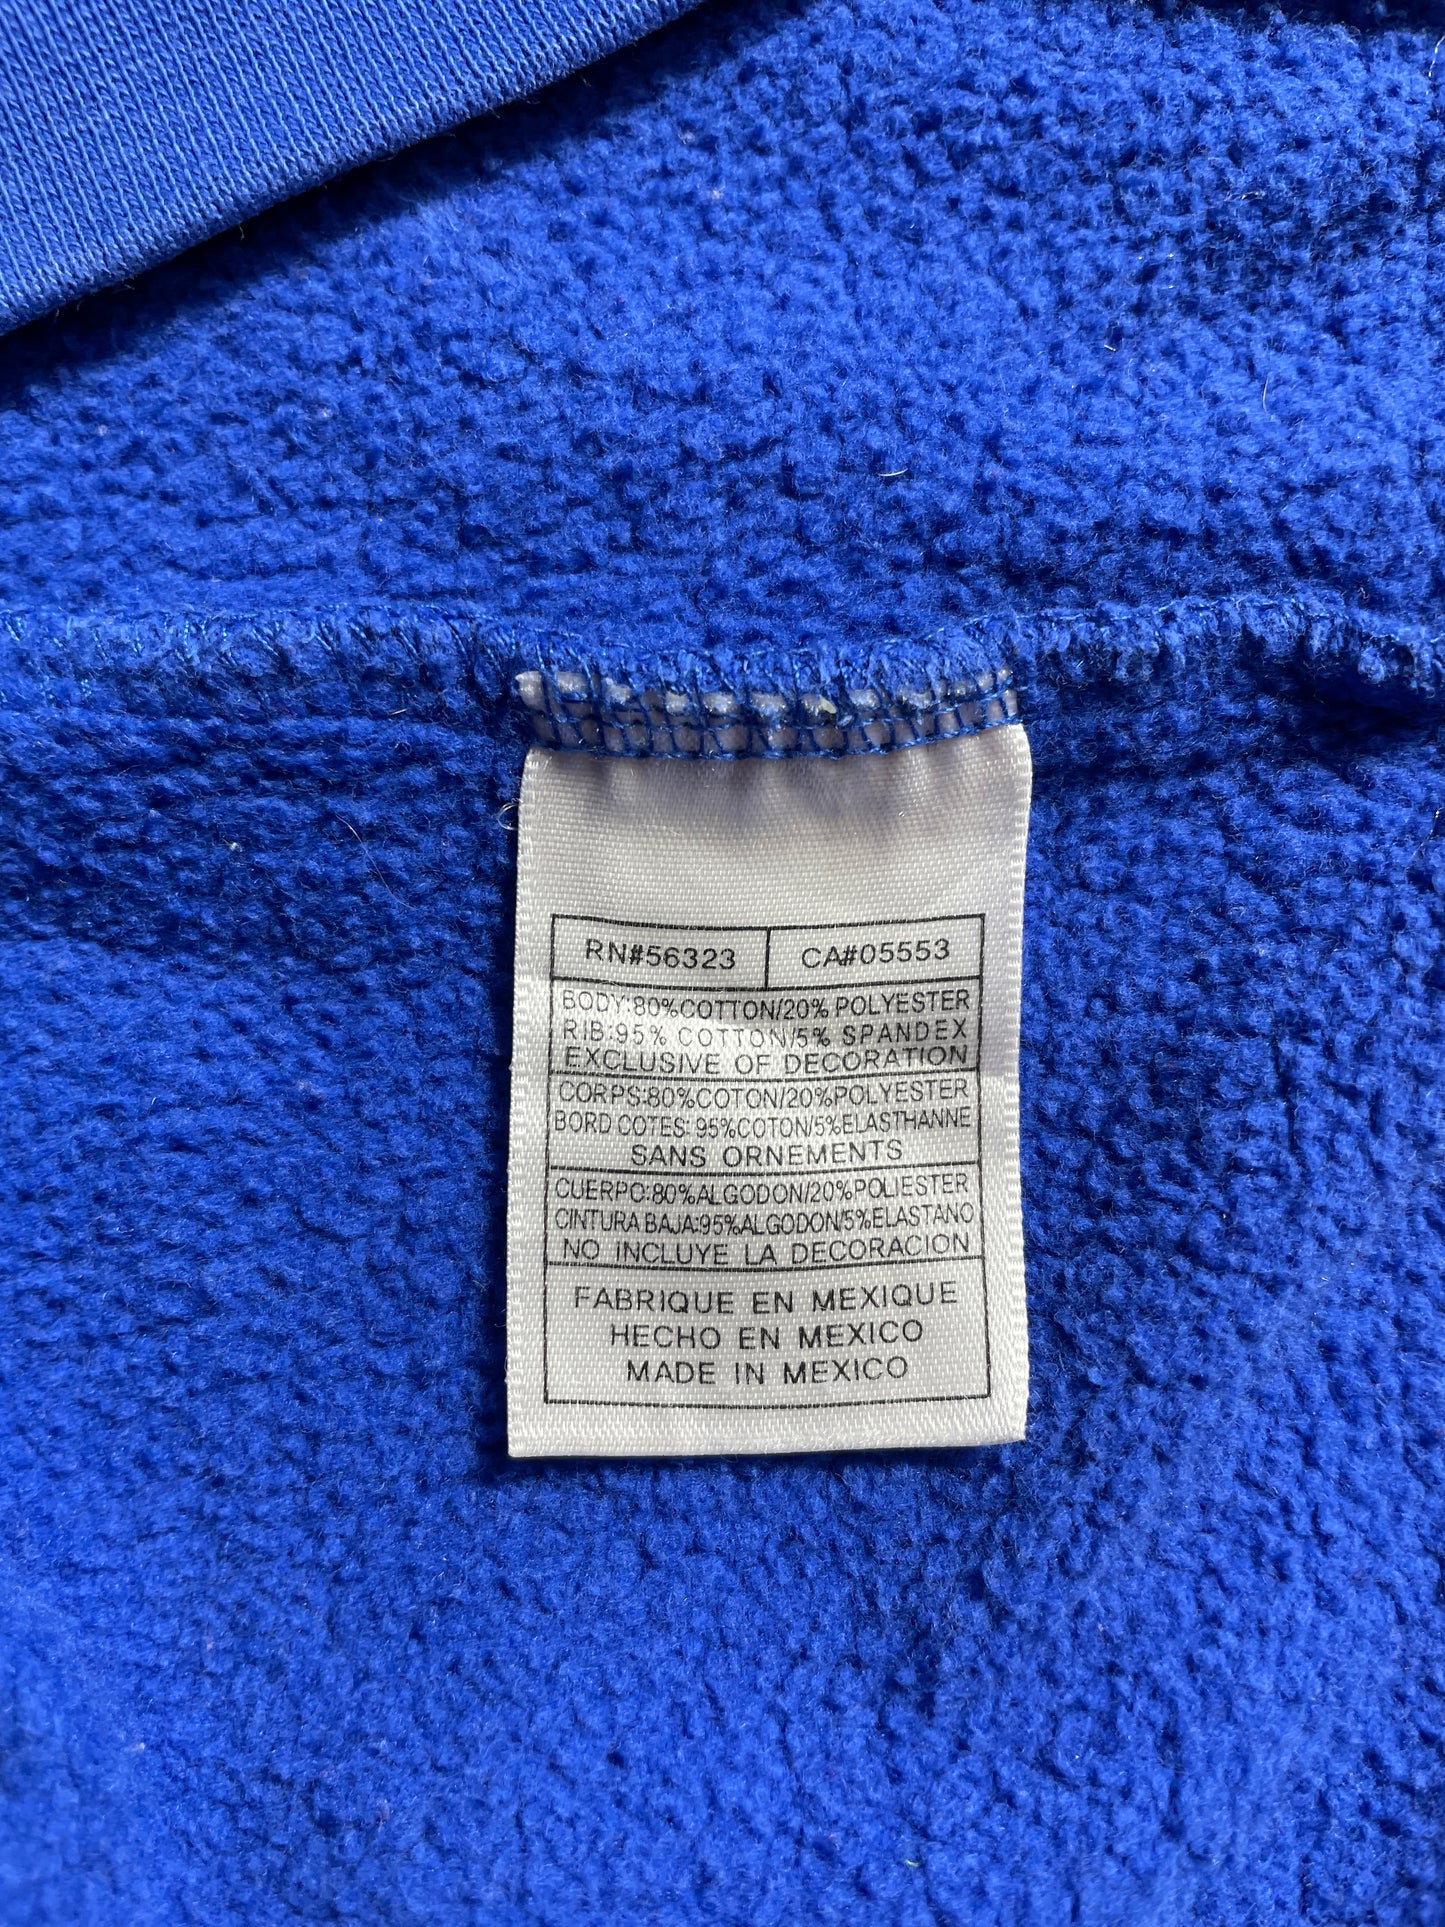 RN#56323 CA#05553
BODY:80%COTTON/20% POLYESTER
RIB:95% COTTON/5% SPANDEX
EXCLUSIVE OF DECORATION
CORPS:80%COTON/20%POLYESTER
BORD COTES: 95%COTON/5%ELASTHANNE
SANS ORNEMENTS
CUERPO:80%ALGODON/20%POLIESTER
CINTURA BAJA:95%ALGODON/5%ELASTANO
NO INCLUYE LA DECORACION
FABRIQUE EN MEXIQUE
HECHO EN MEXICO
MADE IN MEXICO